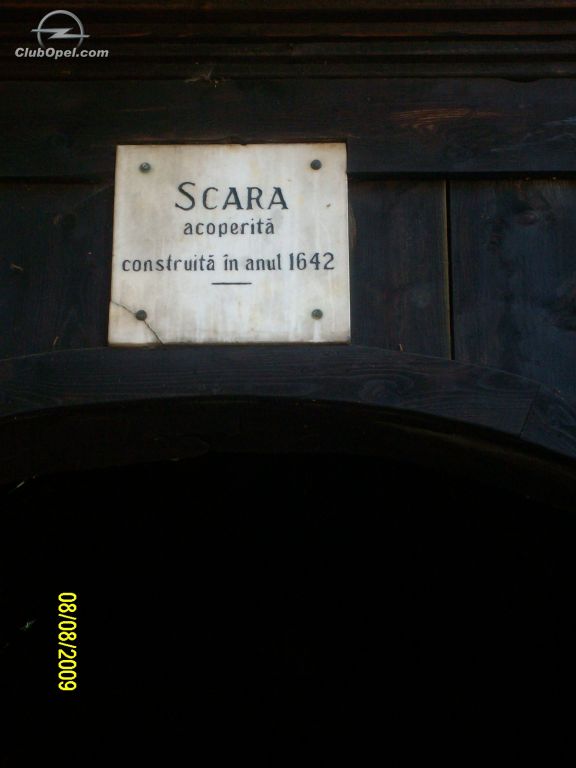 ClubOpel.com
SCARA
acoperită
construită în anul 1642
08/08/2009